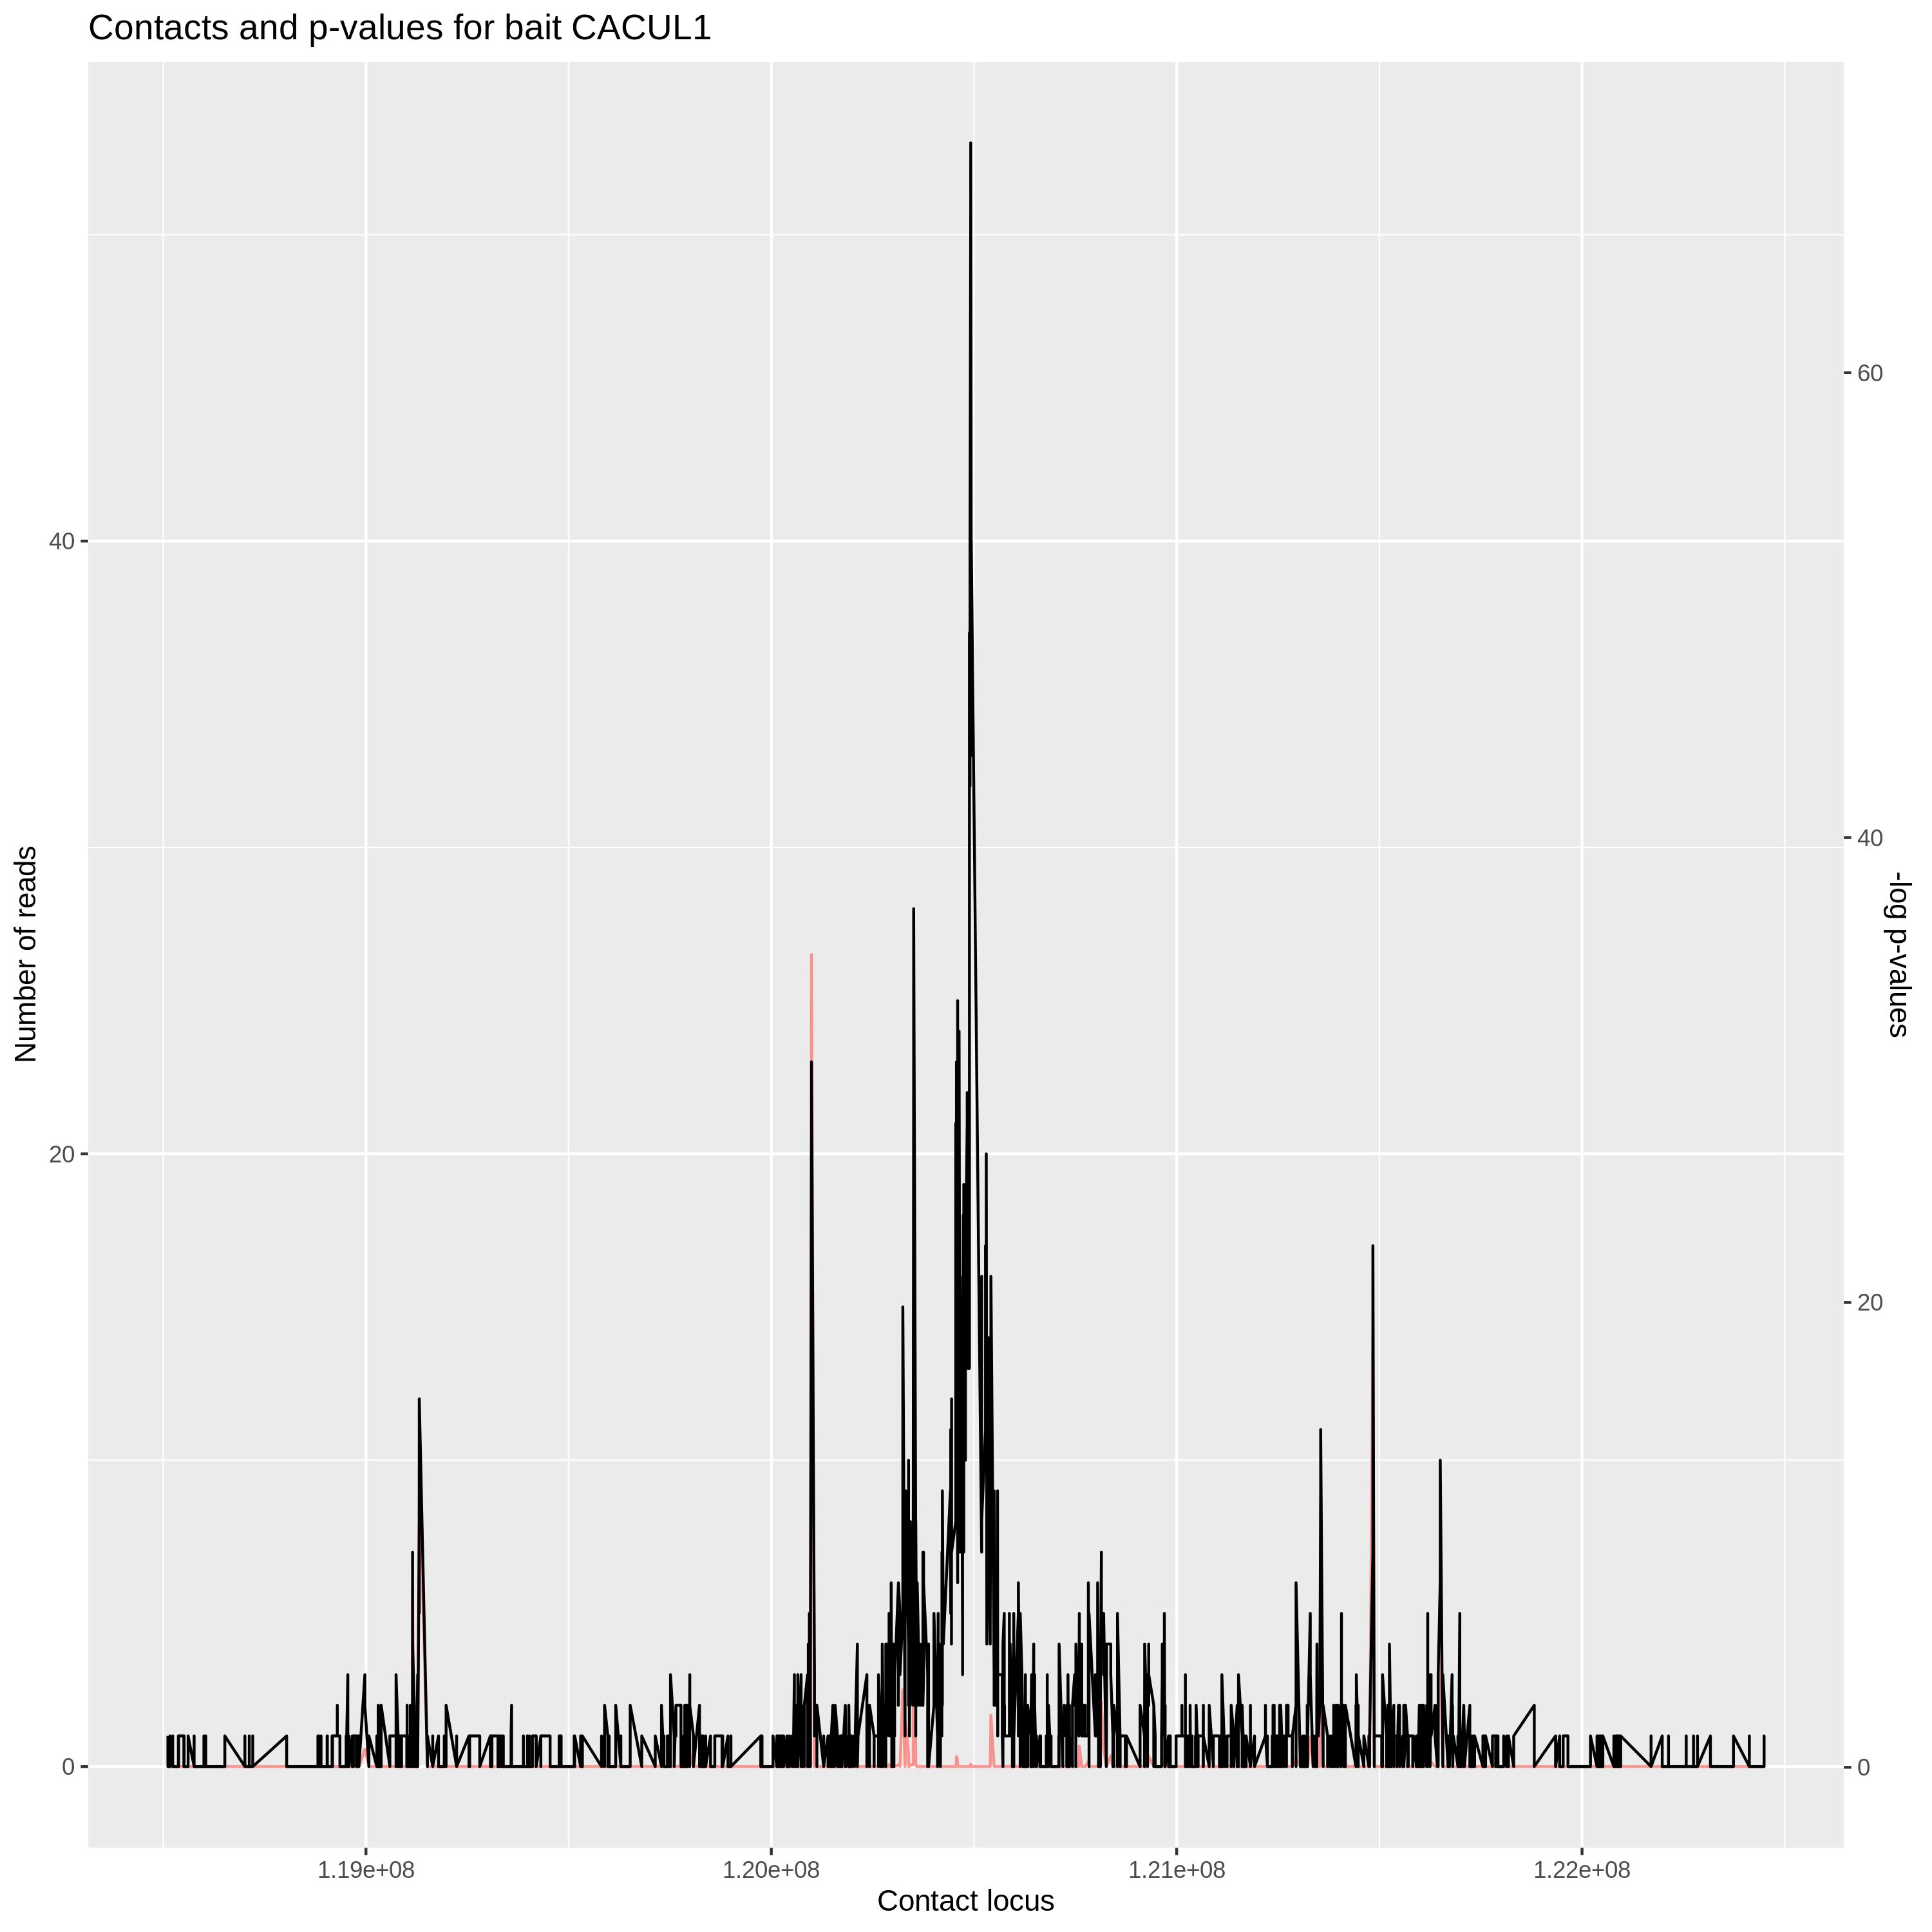 Contacts and p-values for bait CACUL1
Number of reads
40
20
0
60
40
20
0
-log p-values
1.19e+08 1.20e+08 1.21e+08 1.22e+08
Contact locus